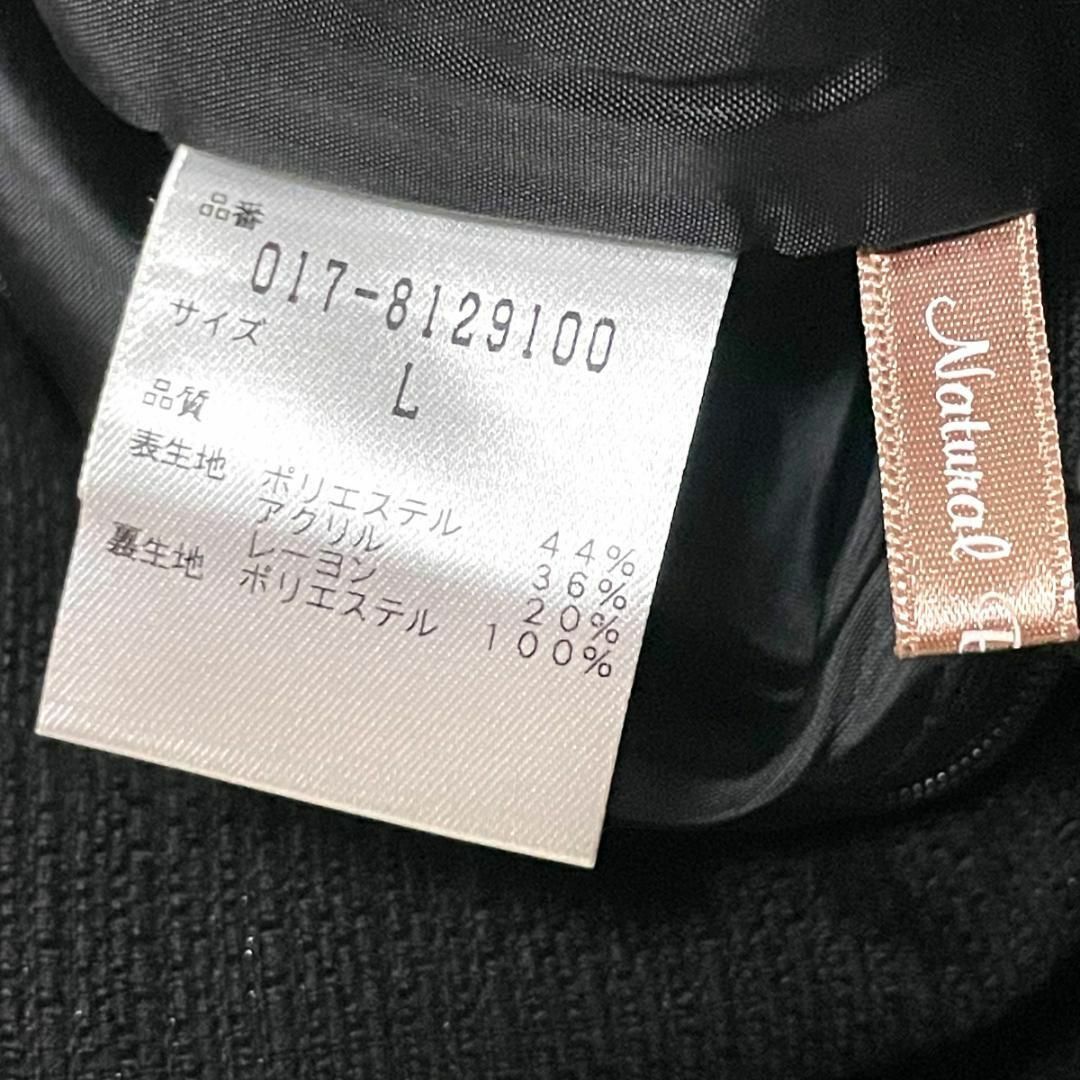 品番
017-8129100
サイズ
L
品質
表生地 ポリエステル 44%
アクリル 36%
レーヨン 20%
裏生地 ポリエステル 100%
Natural